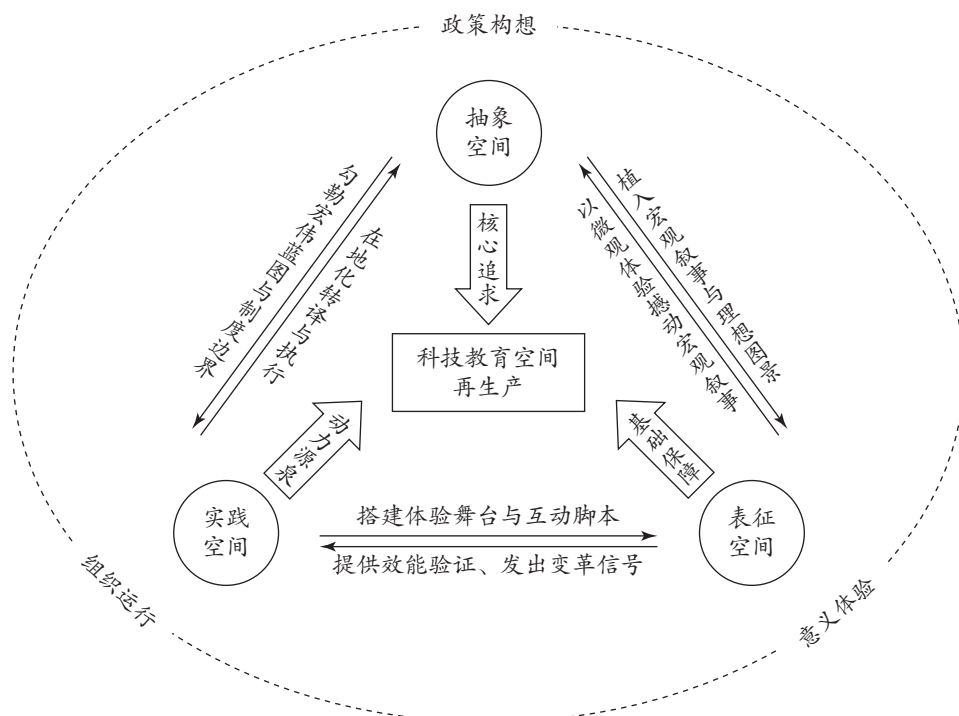 政策构想
抽象
空间
勾勒宏伟蓝图与制度边界
在地化转译与执行
核心追求
以微观体验撼动宏观叙事
植入宏观叙事与理想图景
科技教育空间
再生产
动力源泉
基础保障
实践
空间
搭建体验舞台与互动脚本
提供效能验证、发出变革信号
表征
空间
组织运行
意义体验